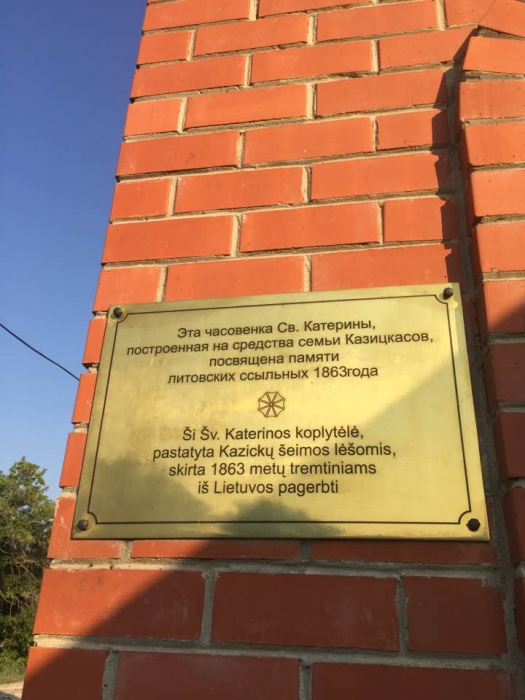 Эта часовенка Св. Катерины,
построенная на средства семьи Казицкасов,
посвящена памяти
литовских ссыльных 1863года
Ši Šv. Katerinos koplytėlė,
pastatyta Kazickų šeimos lėšomis,
skirta 1863 metų tremtiniams
iš Lietuvos pagerbti